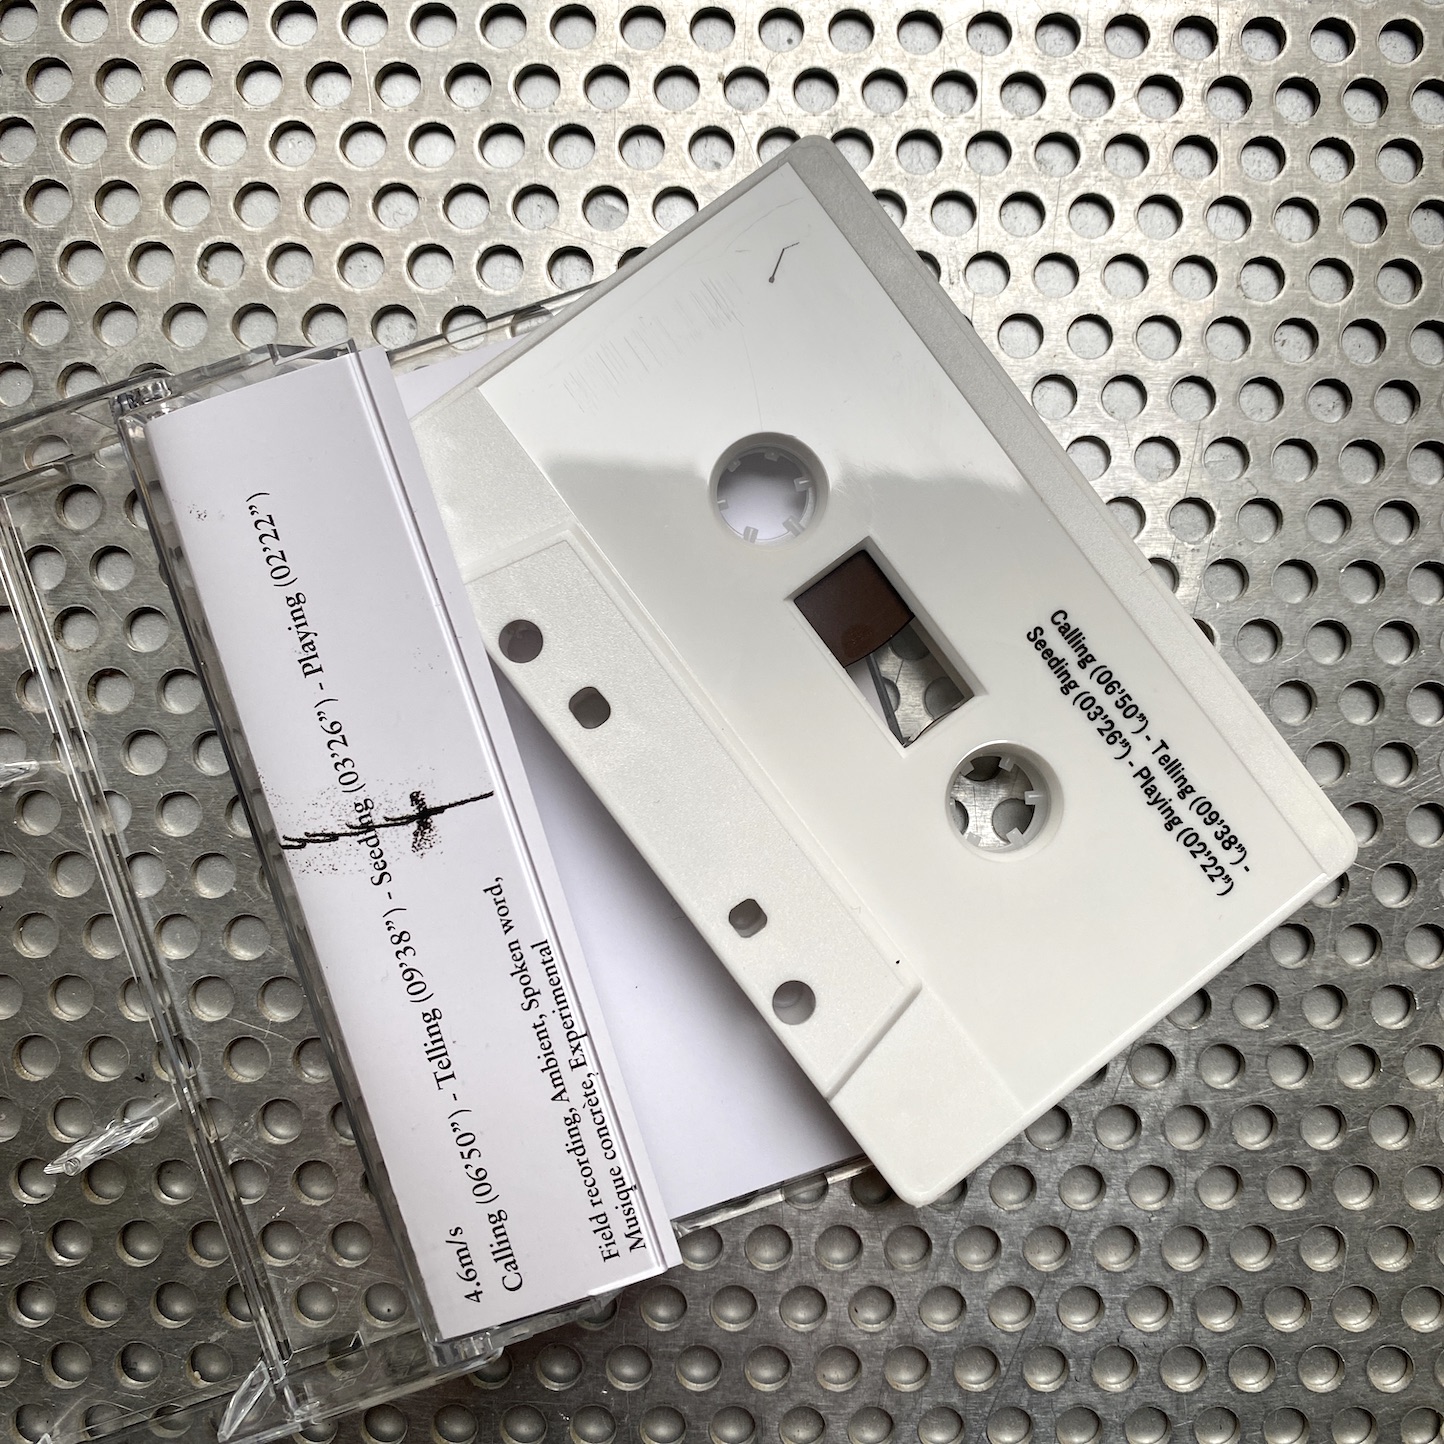 4.6m/s
Calling (06’50”) - Telling (09’38”) - Seeding (03’26”) - Playing (02’22”)
Field recording, Ambient, Spoken word,
Musique concrète, Experimental
Calling (06’50”) - Telling (09’38”) -
Seeding (03’26”) - Playing (02’22”)